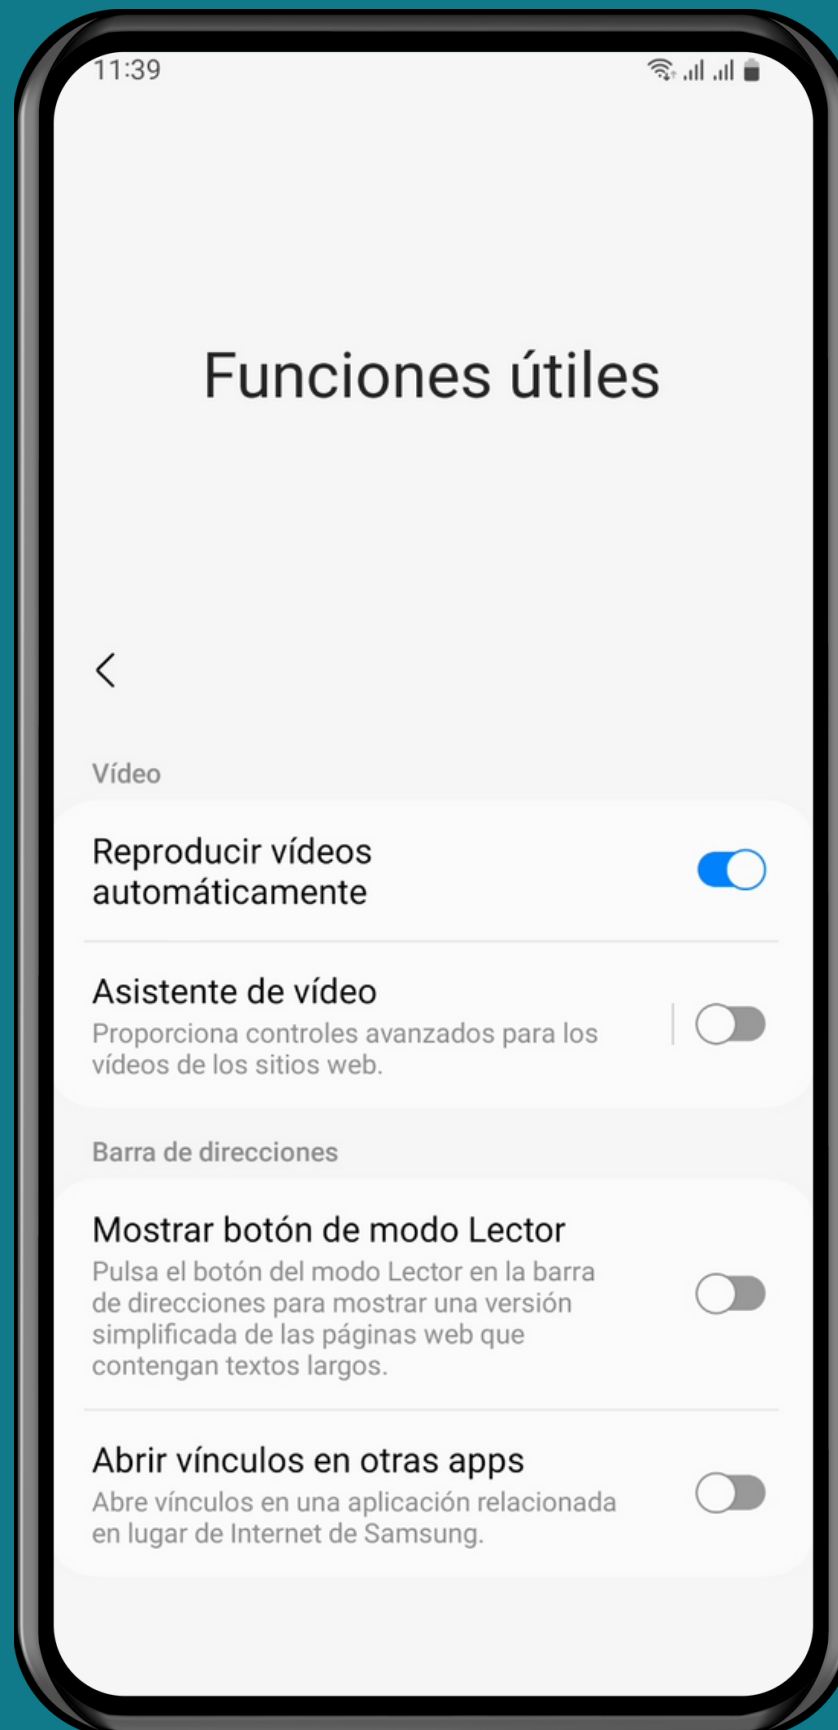 11:39
Funciones útiles
Vídeo
Reproducir vídeos
automáticamente
Asistente de vídeo
Proporciona controles avanzados para los
vídeos de los sitios web.
Barra de direcciones
Mostrar botón de modo Lector
Pulsa el botón del modo Lector en la barra
de direcciones para mostrar una versión
simplificada de las páginas web que
contengan textos largos.
Abrir vínculos en otras apps
Abre vínculos en una aplicación relacionada
en lugar de Internet de Samsung.